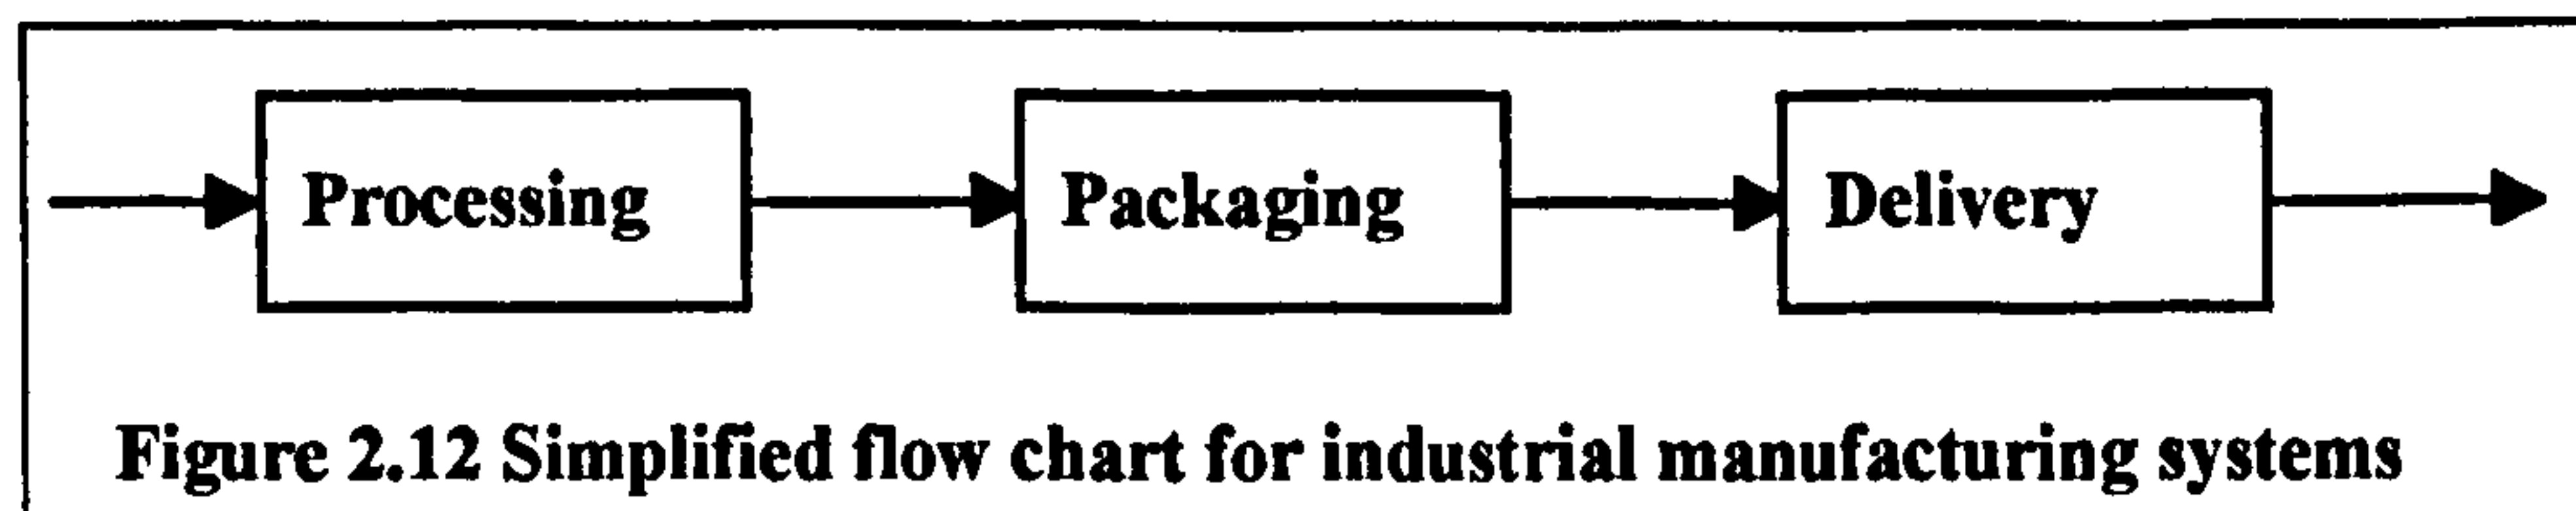 Processing Packaging Delivery
Figure 2.12 Simplified flow chart for industrial manufacturing systems